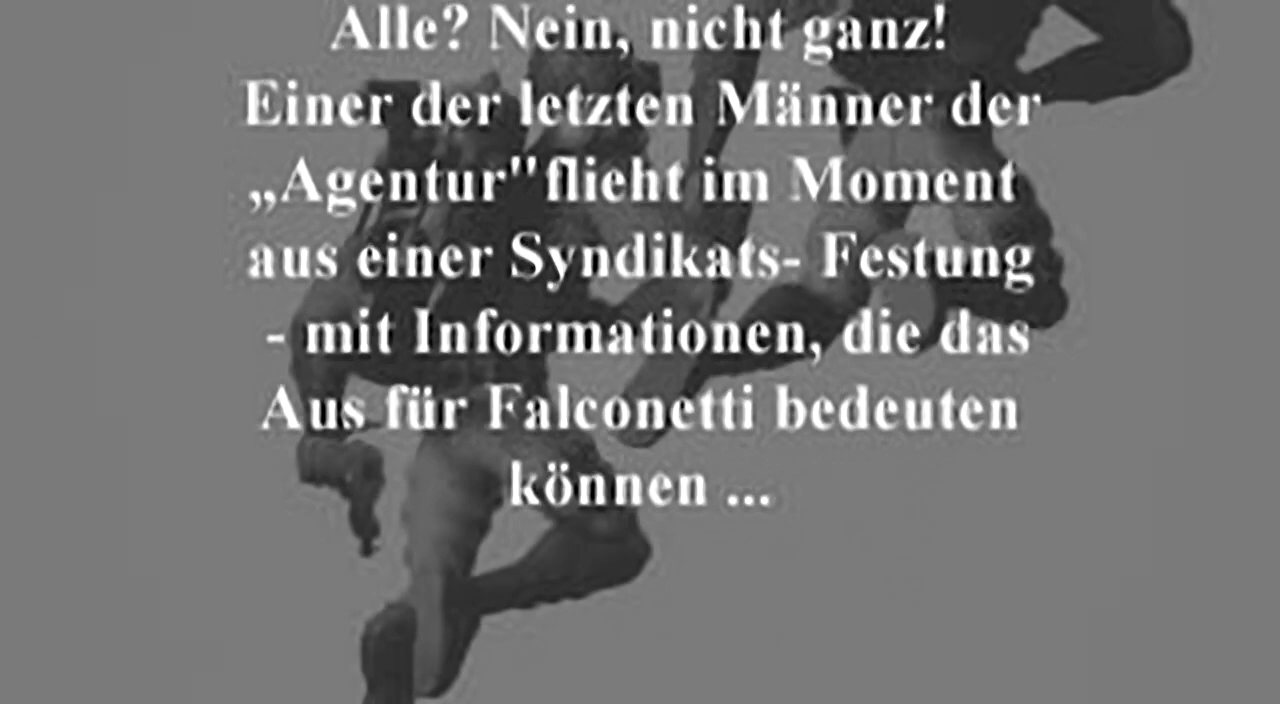 Alle? Nein, nicht ganz!
Einer der letzten Männer der
„Agentur"flieht im Moment
aus einer Syndikats- Festung
- mit Informationen, die das
Aus für Falconetti bedeuten
können ...